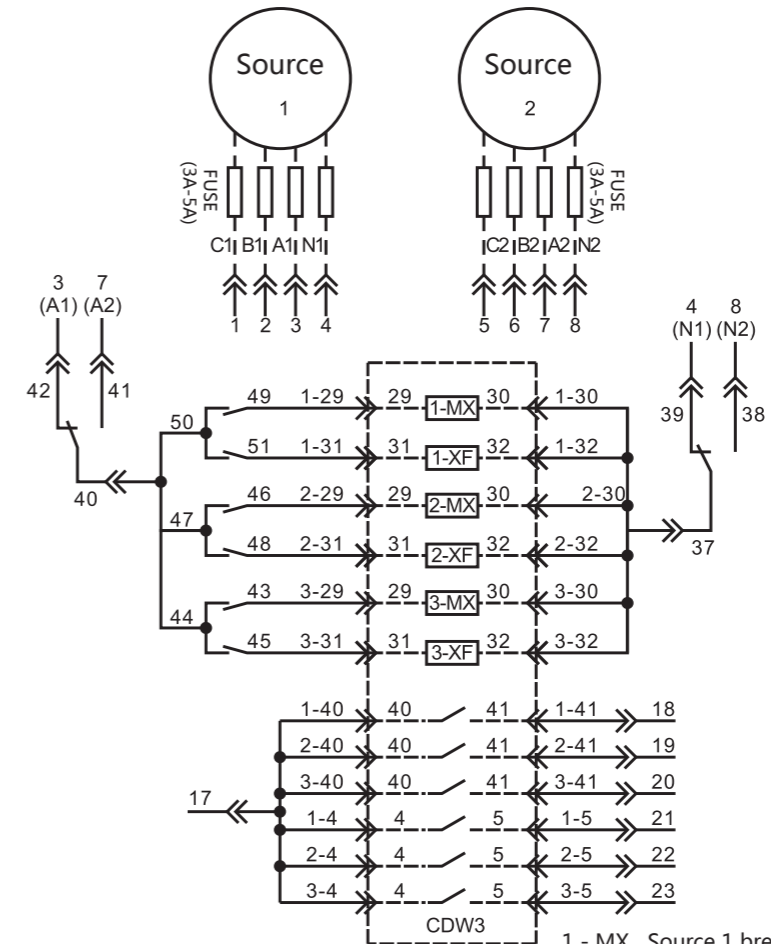 Source Source
1 2
FUSE (3A-5A) FUSE (3A-5A)
C1 B1 A1 N1 C2 B2 A2 N2
1 2 3 4 5 6 7 8
3 7 4 8
(A1) (A2) (N1) (N2)
42 41 39 38
50 49 1-29 29 1-MX 30 1-30
51 1-31 31 1-XF 32 1-32
40 37
47 46 2-29 29 2-MX 30 2-30
48 2-31 31 2-XF 32 2-32
44 43 3-29 29 3-MX 30 3-30
45 3-31 31 3-XF 32 3-32
1-40 40 41 1-41 18
2-40 40 41 2-41 19
3-40 40 41 3-41 20
17 1-4 4 5 1-5 21
2-4 4 5 2-5 22
3-4 4 5 3-5 23
CDW3
1 - MX Source 1 bre